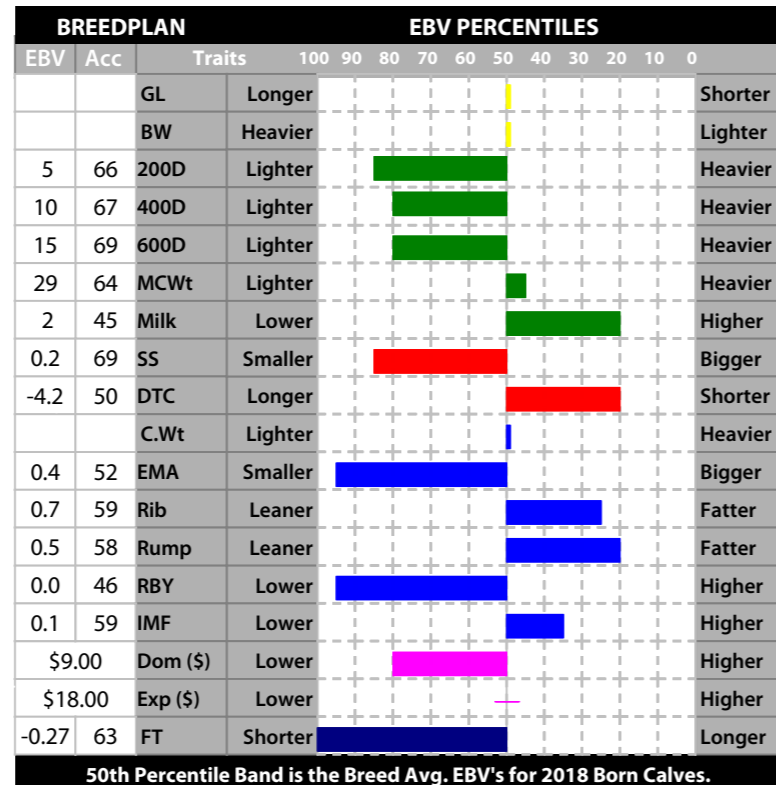 BREEDPLAN EBV PERCENTILES
EBV Acc Traits 100 90 80 70 60 50 40 30 20 10 0
GL Longer Shorter
BW Heavier Lighter
5 66 200D Lighter Heavier
10 67 400D Lighter Heavier
15 69 600D Lighter Heavier
29 64 MCWt Lighter Heavier
2 45 Milk Lower Higher
0.2 69 SS Smaller Bigger
-4.2 50 DTC Longer Shorter
C.Wt Lighter Heavier
0.4 52 EMA Smaller Bigger
0.7 59 Rib Leaner Fatter
0.5 58 Rump Leaner Fatter
0.0 46 RBY Lower Higher
0.1 59 IMF Lower Higher
$9.00 Dom ($) Lower Higher
$18.00 Exp ($) Lower Higher
-0.27 63 FT Shorter Longer
50th Percentile Band is the Breed Avg. EBV's for 2018 Born Calves.